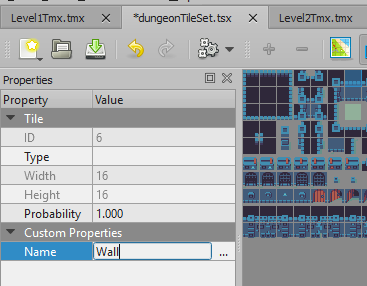 Level1Tmx.tmx *dungeonTileSet.tsx Level2Tmx.tmx
Properties
Property Value
Tile
ID 6
Type
Width 16
Height 16
Probability 1.000
Custom Properties
Name Wall ...